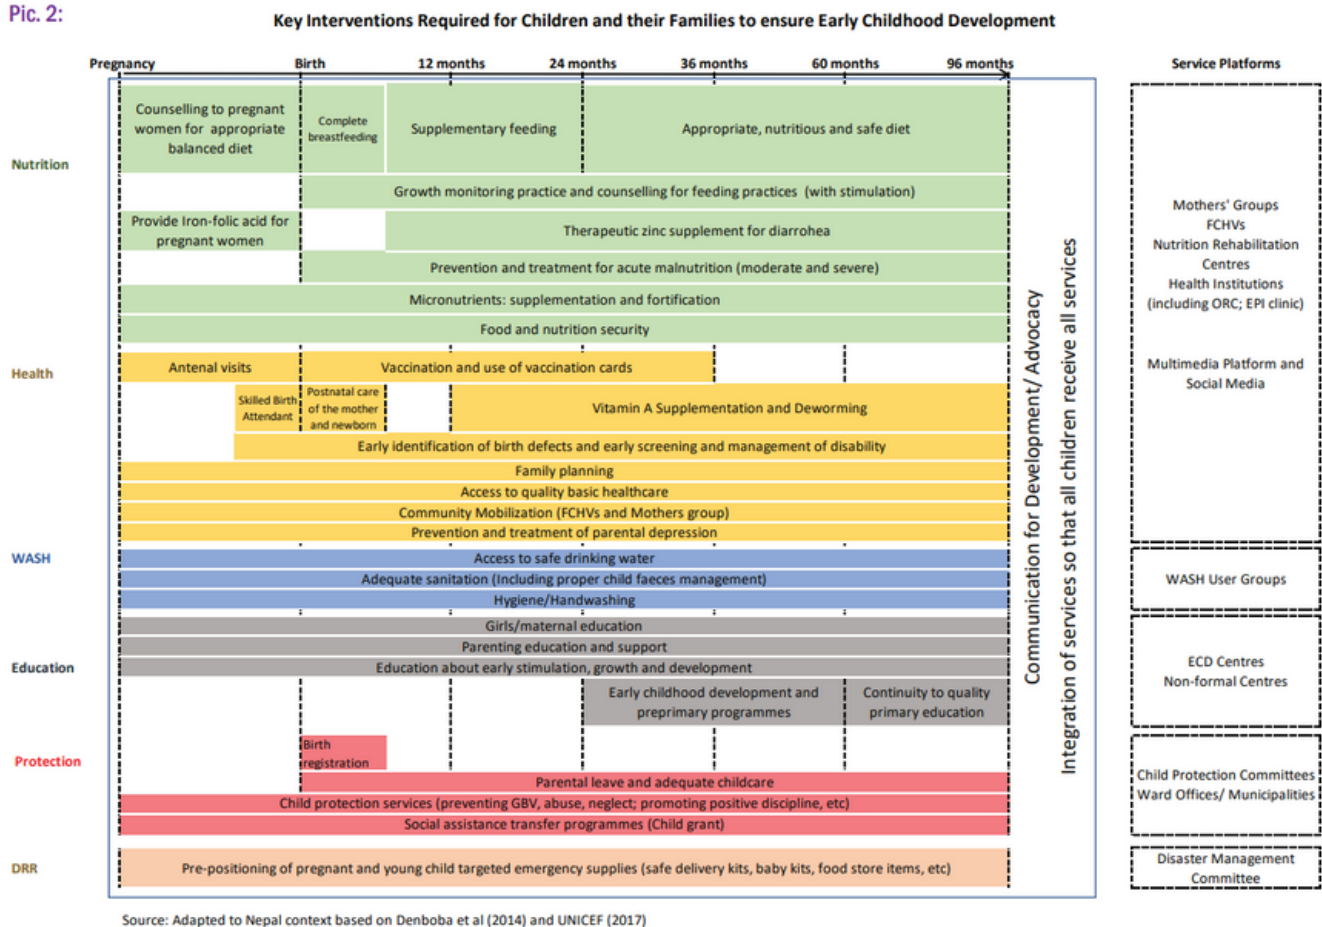 Pic. 2:
Key Interventions Required for Children and their Families to ensure Early Childhood Development
Pregnancy
Birth
12 months
24 months
36 months
60 months
96 months
Service Platforms
Nutrition
Counselling to pregnant
women for appropriate
balanced diet
Complete
breastfeeding
Supplementary feeding
Appropriate, nutritious and safe diet
Growth monitoring practice and counselling for feeding practices (with stimulation)
Provide Iron-folic acid for
pregnant women
Therapeutic zinc supplement for diarrohea
Prevention and treatment for acute malnutrition (moderate and severe)
Micronutrients: supplementation and fortification
Food and nutrition security
Health
Antenal visits
Vaccination and use of vaccination cards
Skilled Birth
Attendant
Postnatal care
of the mother
and newborn
Vitamin A Supplementation and Deworming
Early identification of birth defects and early screening and management of disability
Family planning
Access to quality basic healthcare
Community Mobilization (FCHVs and Mothers group)
Prevention and treatment of parental depression
WASH
Access to safe drinking water
Adequate sanitation (Including proper child faeces management)
Hygiene/Handwashing
Education
Girls/maternal education
Parenting education and support
Education about early stimulation, growth and development
Early childhood development and
preprimary programmes
Continuity to quality
primary education
Protection
Birth
registration
Parental leave and adequate childcare
Child protection services (preventing GBV, abuse, neglect; promoting positive discipline, etc)
Social assistance transfer programmes (Child grant)
DRR
Pre-positioning of pregnant and young child targeted emergency supplies (safe delivery kits, baby kits, food store items, etc)
Communication for Development/ Advocacy
Integration of services so that all children receive all services
Mothers' Groups
FCHVs
Nutrition Rehabilitation
Centres
Health Institutions
(including ORC; EPI clinic)
Multimedia Platform and
Social Media
WASH User Groups
ECD Centres
Non-formal Centres
Child Protection Committees
Ward Offices/ Municipalities
Disaster Management
Committee
Source: Adapted to Nepal context based on Denboba et al (2014) and UNICEF (2017)